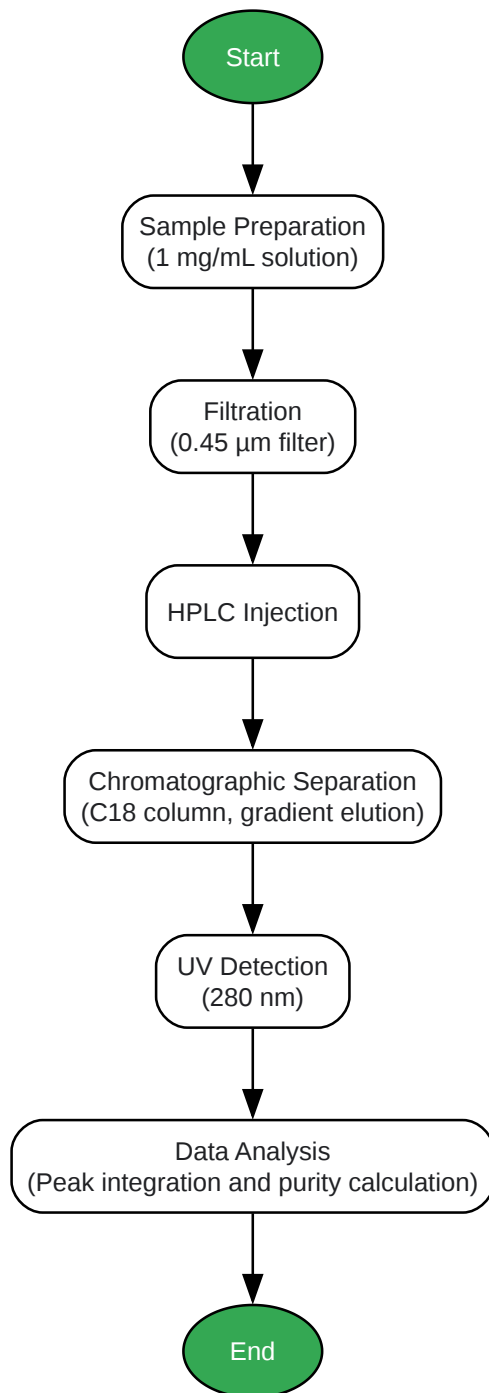 Start
Sample Preparation
(1 mg/mL solution)
Filtration
(0.45 µm filter)
HPLC Injection
Chromatographic Separation
(C18 column, gradient elution)
UV Detection
(280 nm)
Data Analysis
(Peak integration and purity calculation)
End